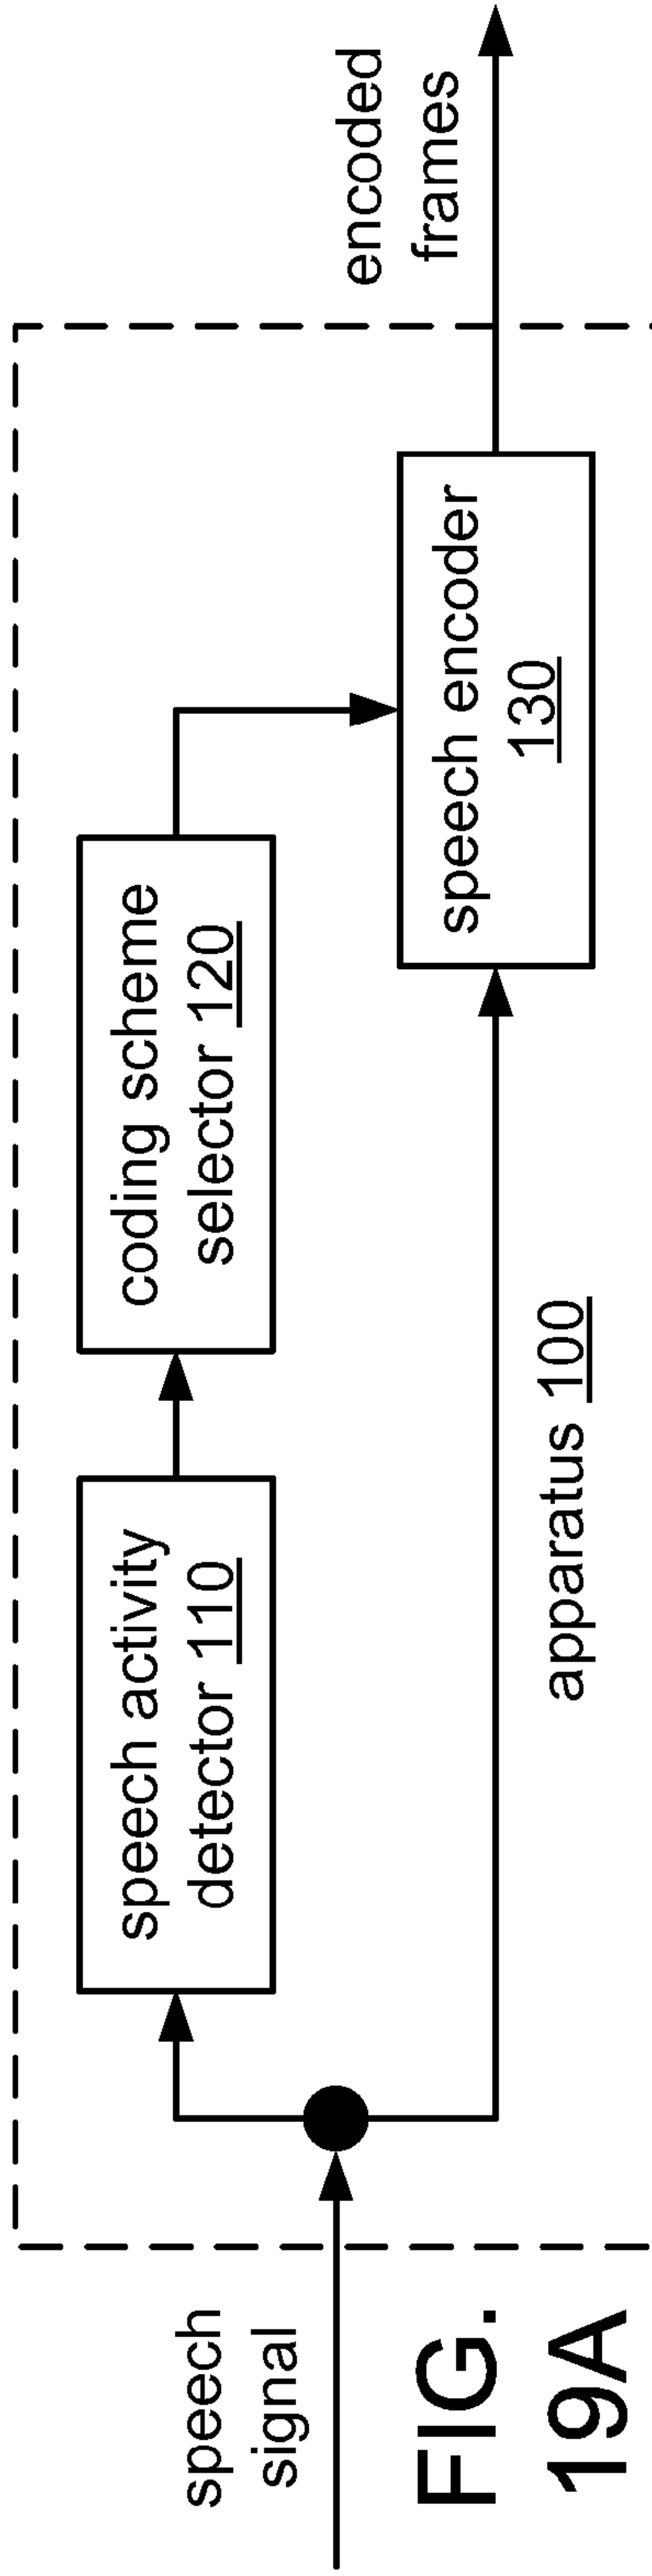 speech
signal
speech activity
detector 110
coding scheme
selector 120
speech encoder
130
encoded
frames
apparatus 100
FIG.
19A